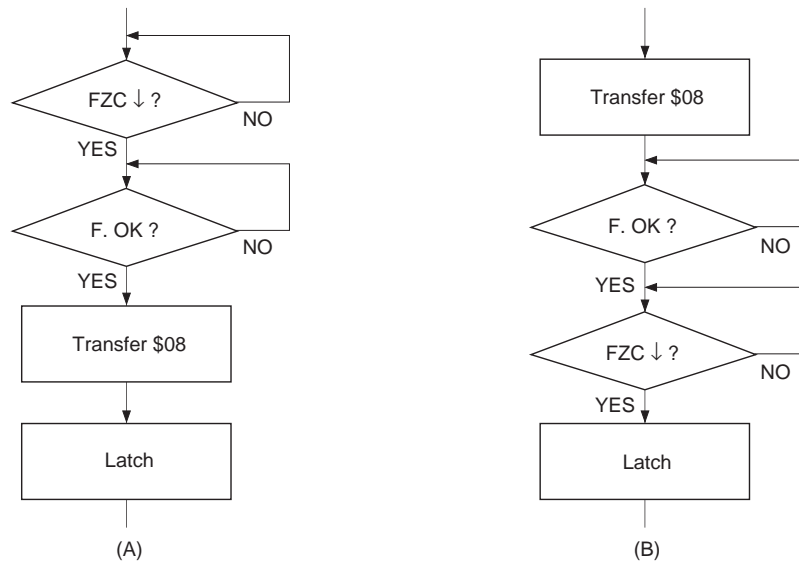 FZC ↓ ?
NO
YES
F. OK ?
NO
YES
Transfer $08
Latch
(A)
Transfer $08
F. OK ?
NO
YES
FZC ↓ ?
NO
YES
Latch
(B)